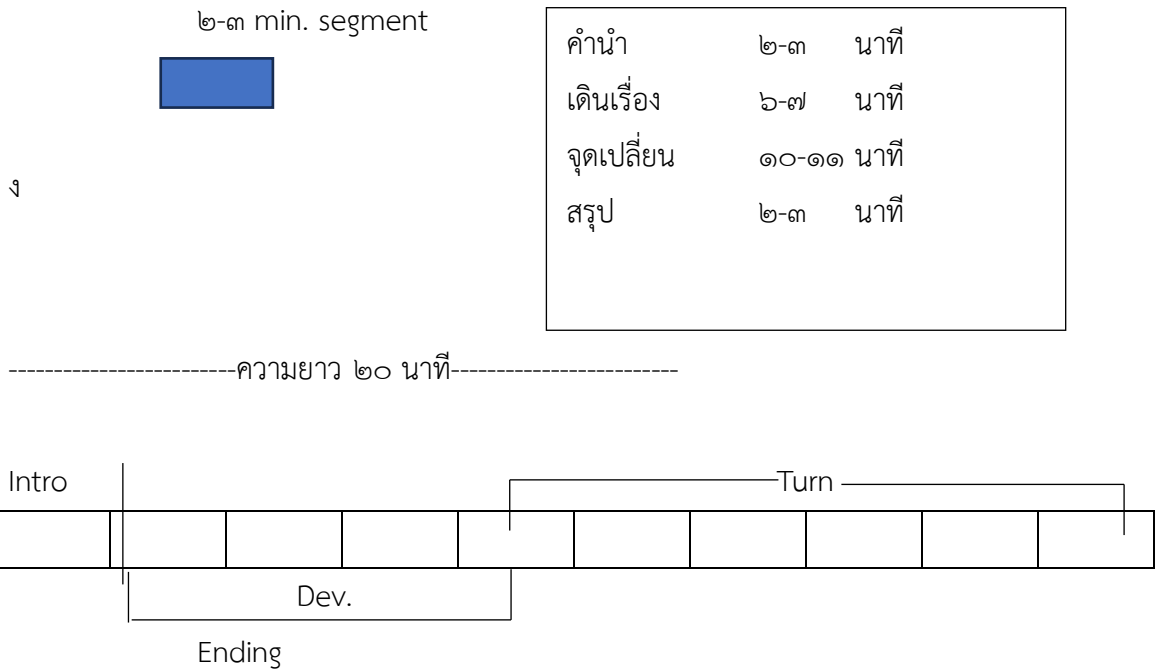 ๒-๓ min. segment
คำนำ ๒-๓ นาที
เดินเรื่อง ๖-๗ นาที
จุดเปลี่ยน ๑๐-๑๑ นาที
ง
สรุป ๒-๓ นาที
-------------------------ความยาว ๒๐ นาที-------------------------
Intro
Turn
Dev.
Ending